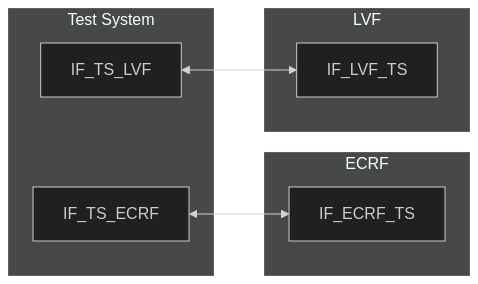 Test System
LVF
IF_TS_LVF
IF_LVF_TS
ECRF
IF_TS_ECRF
IF_ECRF_TS